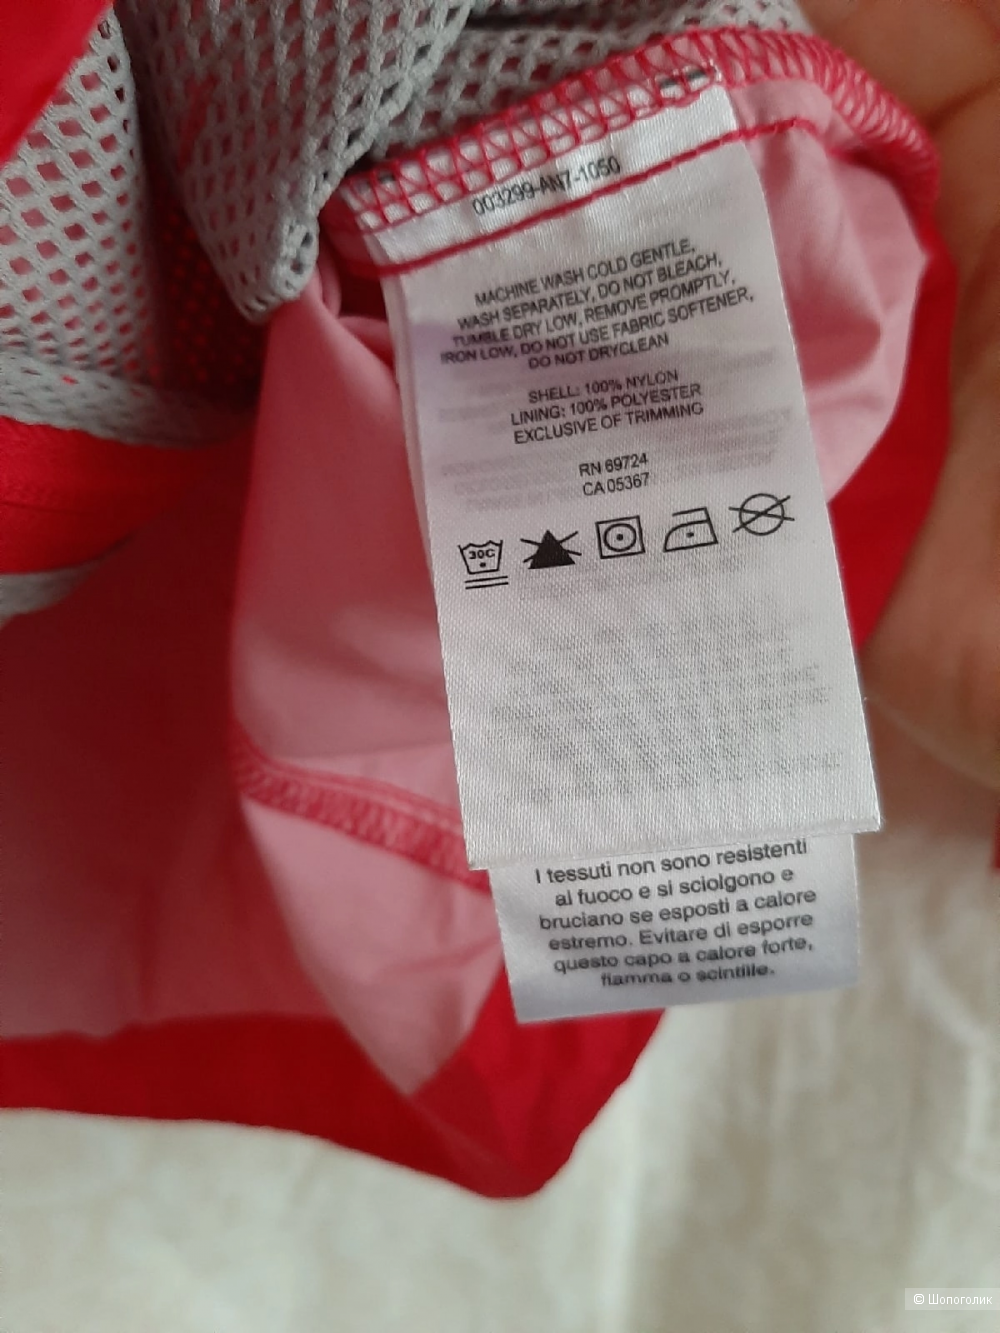 003299-AN7-1050
MACHINE WASH COLD GENTLE,
WASH SEPARATELY, DO NOT BLEACH,
TUMBLE DRY LOW, REMOVE PROMPTLY,
IRON LOW, DO NOT USE FABRIC SOFTENER,
DO NOT DRYCLEAN
SHELL: 100% NYLON
LINING: 100% POLYESTER
EXCLUSIVE OF TRIMMING
RN 69724
CA 05367
30C
I tessuti non sono resistenti
al fuoco e si sciolgono e
bruciano se esposti a calore
estremo. Evitare di esporre
questo capo a calore forte,
fiamma o scintille.
© Шопоголик